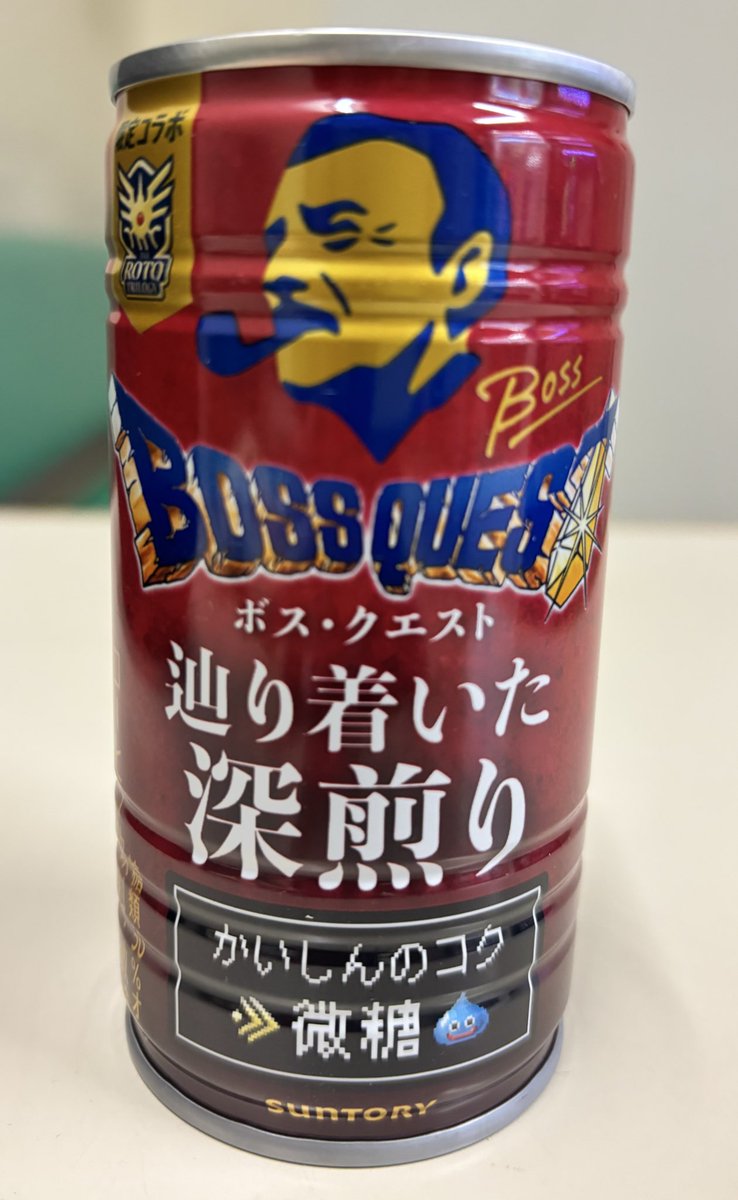 定コラボ
ROTO
TRILOGY
BOSS
BOSS QUEST
ボス・クエスト
辿り着いた
深煎り
かいしんのコク
微糖
SUNTORY